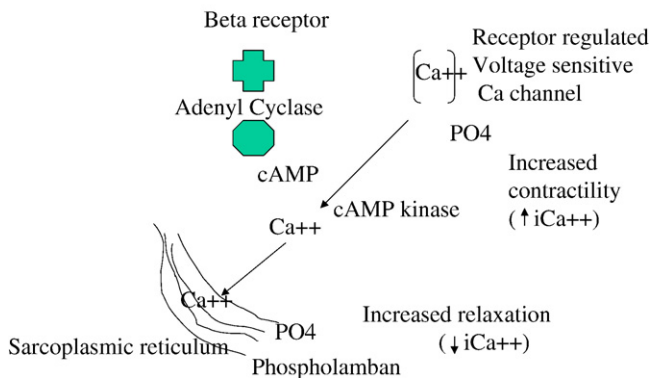 Beta receptor
Receptor regulated
Ca++ Voltage sensitive
Ca channel
Adenyl Cyclase
PO4
cAMP
Increased
contractility
(↑iCa++)
cAMP kinase
Ca++
Ca++
PO4
Increased relaxation
(↓iCa++)
Sarcoplasmic reticulum
Phospholamban